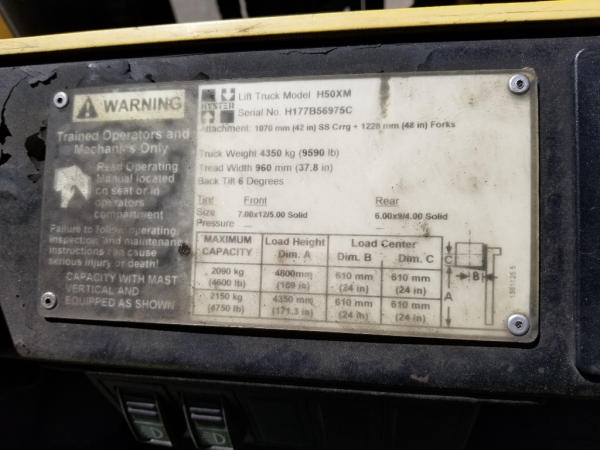 WARNING
Trained Operators and
Mechanics Only
Read Operating
Manual located
on seat or in
operators
compartment
Failure to follow operating,
inspection and maintenance
instructions can cause
serious injury or death!
CAPACITY WITH MAST
VERTICAL AND
EQUIPPED AS SHOWN
HYSTER
Lift Truck Model H50XM
Serial No. H177B56975C
Attachment: 1070 mm (42 in) SS Crrg + 1220 mm (48 in) Forks
Truck Weight 4350 kg (9590 lb)
Tread Width 960 mm (37.8 in)
Back Tilt 6 Degrees
Tire Front Rear
Size 7.00x12/5.00 Solid 6.00x9/4.00 Solid
Pressure
MAXIMUM CAPACITY Load Height Dim. A Load Center Dim. B Dim. C
2090 kg 4800mm 610 mm 610 mm
(4600 lb) (189 in) (24 in) (24 in)
2150 kg 4350 mm 610 mm 610 mm
(4750 lb) (171.3 in) (24 in) (24 in)
C
B
A